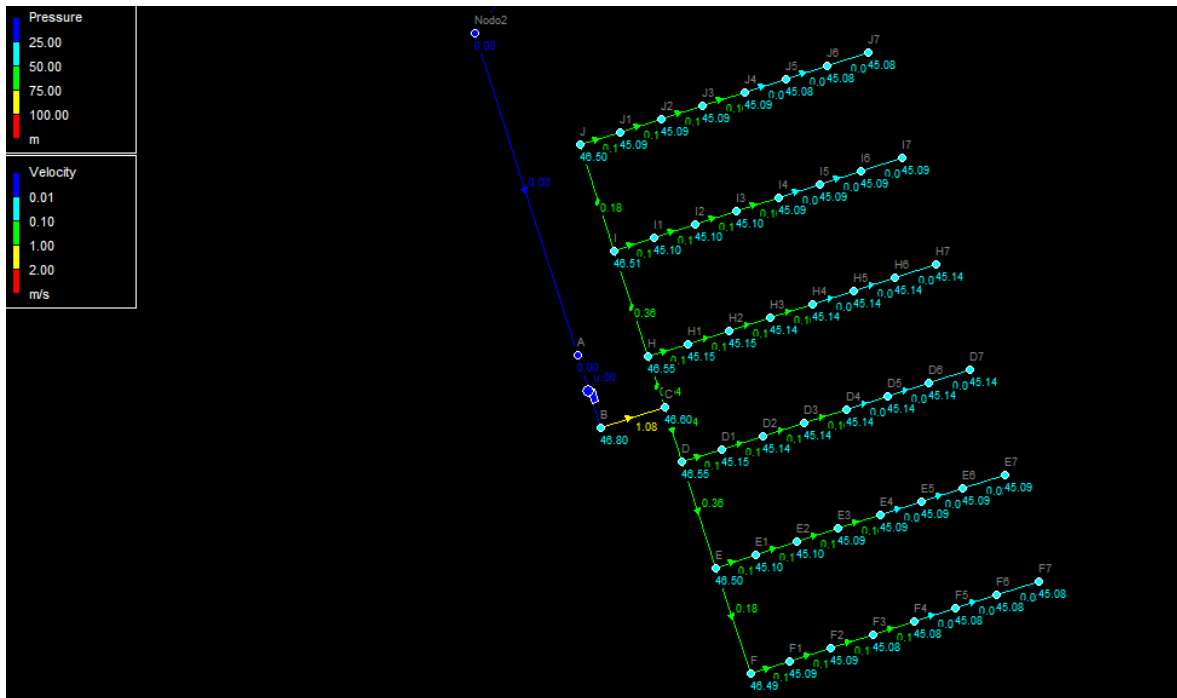 Pressure
25.00
50.00
75.00
100.00
m
Velocity
0.01
0.10
1.00
2.00
m/s
Nodo2
0.00
0.00
A
0.00 0.00
B
46.80
1.08
C
46.60
J J1 J2 J3 J4 J5 J6 J7
46.50 45.09 45.09 45.09 45.09 45.08 45.08 45.08
0.18
I I1 I2 I3 I4 I5 I6 I7
46.51 45.10 45.10 45.10 45.09 45.09 45.09 45.09
0.36
H H1 H2 H3 H4 H5 H6 H7
46.55 45.15 45.15 45.14 45.14 45.14 45.14 45.14
D D1 D2 D3 D4 D5 D6 D7
46.55 45.15 45.14 45.14 45.14 45.14 45.14 45.14
0.36
E E1 E2 E3 E4 E5 E6 E7
46.50 45.10 45.10 45.09 45.09 45.09 45.09 45.09
0.18
F F1 F2 F3 F4 F5 F6 F7
46.49 45.09 45.09 45.08 45.08 45.08 45.08 45.08